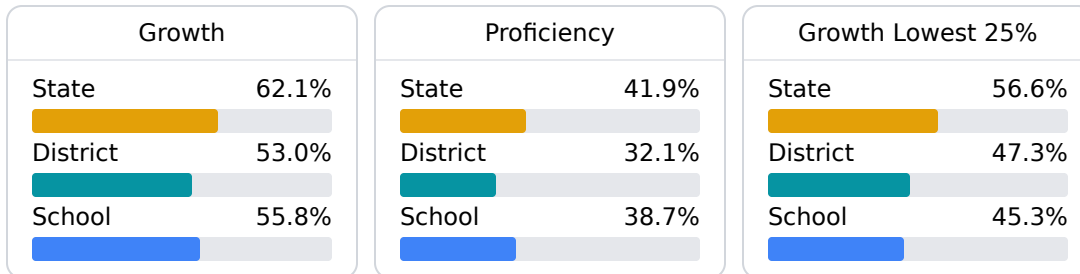 Growth
State 62.1%
District 53.0%
School 55.8%
Proficiency
State 41.9%
District 32.1%
School 38.7%
Growth Lowest 25%
State 56.6%
District 47.3%
School 45.3%